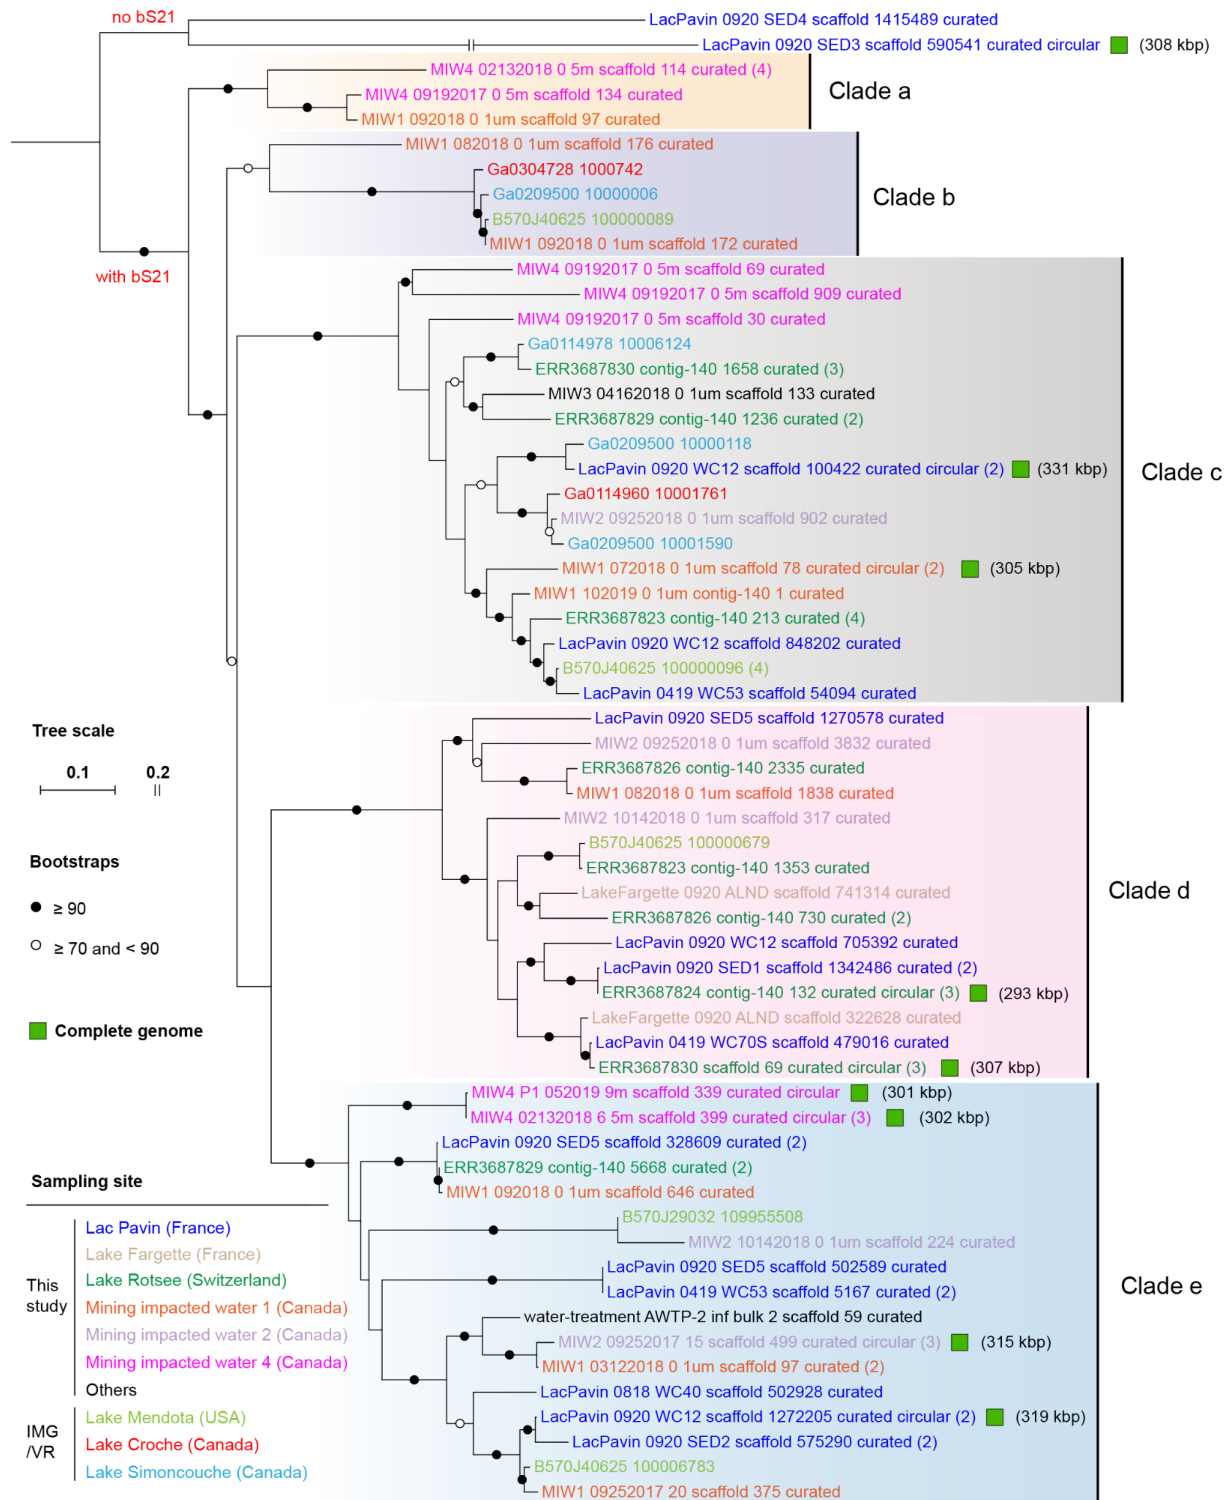 no bS21
LacPavin 0920 SED4 scaffold 1415489 curated
LacPavin 0920 SED3 scaffold 590541 curated circular (308 kbp)
MIW4 02132018 0 5m scaffold 114 curated (4)
MIW4 09192017 0 5m scaffold 134 curated
MIW1 092018 0 1um scaffold 97 curated
Clade a
MIW1 082018 0 1um scaffold 176 curated
Ga0304728 1000742
Ga0209500 10000006
B570J40625 100000089
MIW1 092018 0 1um scaffold 172 curated
Clade b
with bS21
MIW4 09192017 0 5m scaffold 69 curated
MIW4 09192017 0 5m scaffold 909 curated
MIW4 09192017 0 5m scaffold 30 curated
Ga0114978 10006124
ERR3687830 contig-140 1658 curated (3)
MIW3 04162018 0 1um scaffold 133 curated
ERR3687829 contig-140 1236 curated (2)
Ga0209500 10000118
LacPavin 0920 WC12 scaffold 100422 curated circular (2) (331 kbp)
Ga0114960 10001761
MIW2 09252018 0 1um scaffold 902 curated
Ga0209500 10001590
MIW1 072018 0 1um scaffold 78 curated circular (2) (305 kbp)
MIW1 102019 0 1um contig-140 1 curated
ERR3687823 contig-140 213 curated (4)
LacPavin 0920 WC12 scaffold 848202 curated
B570J40625 100000096 (4)
LacPavin 0419 WC53 scaffold 54094 curated
Clade c
LacPavin 0920 SED5 scaffold 1270578 curated
MIW2 09252018 0 1um scaffold 3832 curated
ERR3687826 contig-140 2335 curated
MIW1 082018 0 1um scaffold 1838 curated
MIW2 10142018 0 1um scaffold 317 curated
B570J40625 100000679
ERR3687823 contig-140 1353 curated
LakeFargette 0920 ALND scaffold 741314 curated
ERR3687826 contig-140 730 curated (2)
LacPavin 0920 WC12 scaffold 705392 curated
LacPavin 0920 SED1 scaffold 1342486 curated (2)
ERR3687824 contig-140 132 curated circular (3) (293 kbp)
LakeFargette 0920 ALND scaffold 322628 curated
LacPavin 0419 WC70S scaffold 479016 curated
ERR3687830 scaffold 69 curated circular (3) (307 kbp)
Clade d
MIW4 P1 052019 9m scaffold 339 curated circular (301 kbp)
MIW4 02132018 6 5m scaffold 399 curated circular (3) (302 kbp)
LacPavin 0920 SED5 scaffold 328609 curated (2)
ERR3687829 contig-140 5668 curated (2)
MIW1 092018 0 1um scaffold 646 curated
B570J29032 109955508
MIW2 10142018 0 1um scaffold 224 curated
LacPavin 0920 SED5 scaffold 502589 curated
LacPavin 0419 WC53 scaffold 5167 curated (2)
water-treatment AWTP-2 inf bulk 2 scaffold 59 curated
MIW2 09252017 15 scaffold 499 curated circular (3) (315 kbp)
MIW1 03122018 0 1um scaffold 97 curated (2)
LacPavin 0818 WC40 scaffold 502928 curated
LacPavin 0920 WC12 scaffold 1272205 curated circular (2) (319 kbp)
LacPavin 0920 SED2 scaffold 575290 curated (2)
B570J40625 100006783
MIW1 09252017 20 scaffold 375 curated
Clade e
Tree scale
0.1 0.2
Bootstraps
≥ 90
≥ 70 and < 90
Complete genome
Sampling site
This
study
Lac Pavin (France)
Lake Fargette (France)
Lake Rotsee (Switzerland)
Mining impacted water 1 (Canada)
Mining impacted water 2 (Canada)
Mining impacted water 4 (Canada)
Others
IMG
/VR
Lake Mendota (USA)
Lake Croche (Canada)
Lake Simoncouche (Canada)